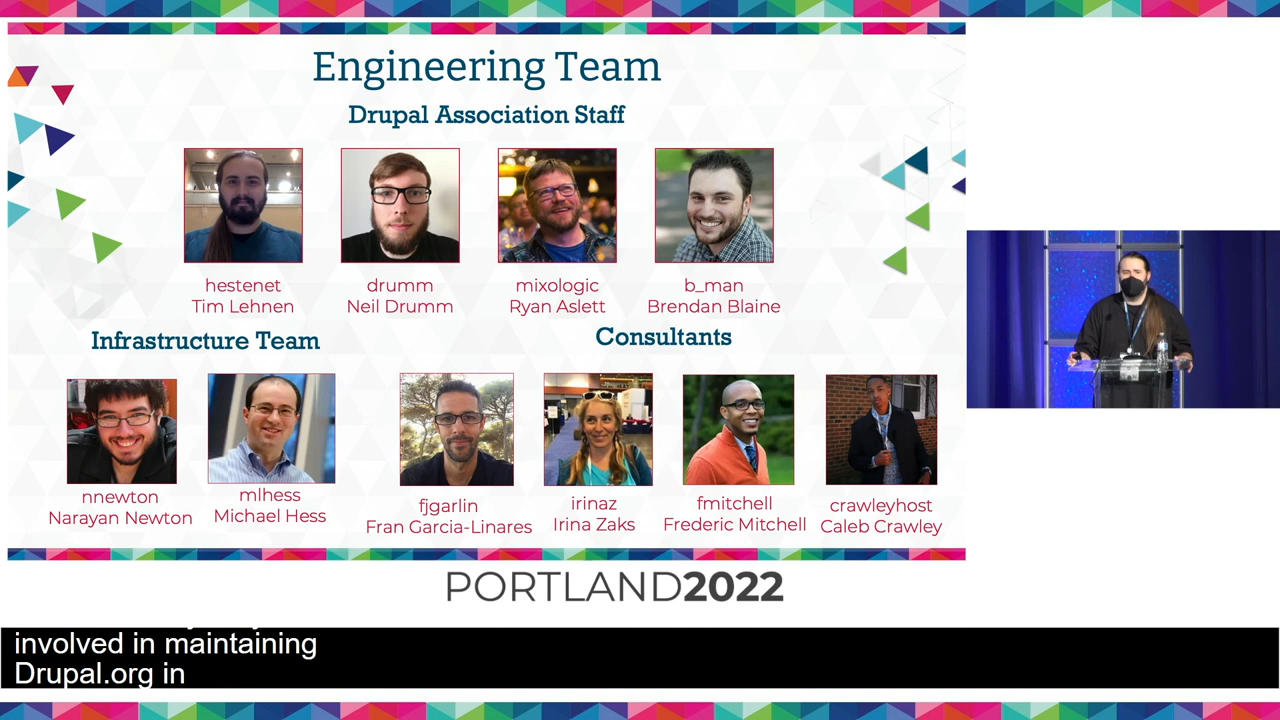 Engineering Team
Drupal Association Staff
hestenet
Tim Lehnen
drumm
Neil Drumm
mixologic
Ryan Aslett
b_man
Brendan Blaine
Infrastructure Team
Consultants
nnewton
Narayan Newton
mlhess
Michael Hess
fjgarlin
Fran Garcia-Linares
irinaz
Irina Zaks
fmitchell
Frederic Mitchell
crawleyhost
Caleb Crawley
PORTLAND2022
involved in maintaining
Drupal.org in